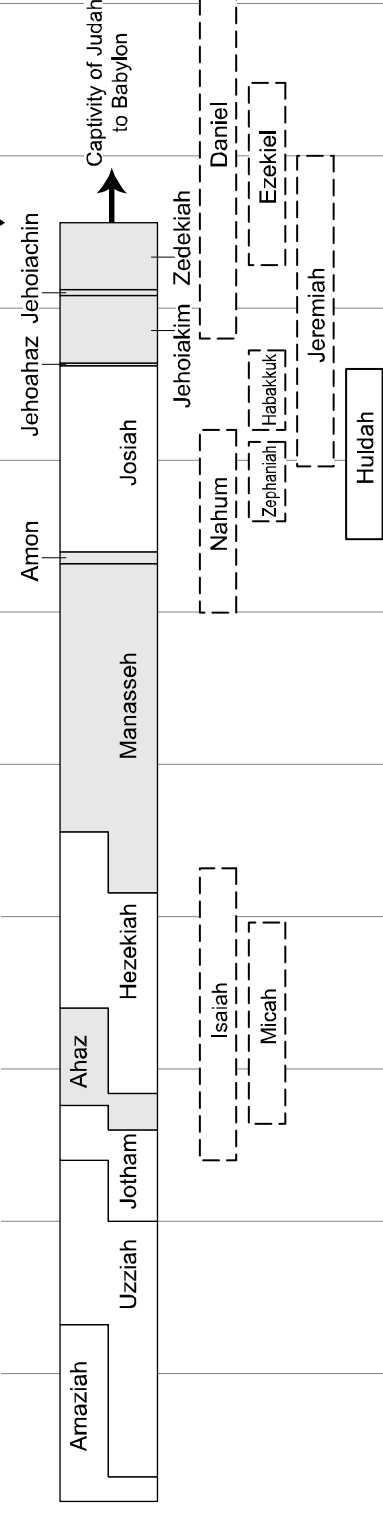 Captivity of Judah
to Babylon
Jehoahaz
Jehoiachin
Amon
Amaziah
Uzziah
Jotham
Ahaz
Hezekiah
Manasseh
Josiah
Jehoiakim
Zedekiah
Isaiah
Micah
Nahum
Zephaniah
Habakkuk
Daniel
Ezekiel
Jeremiah
Huldah